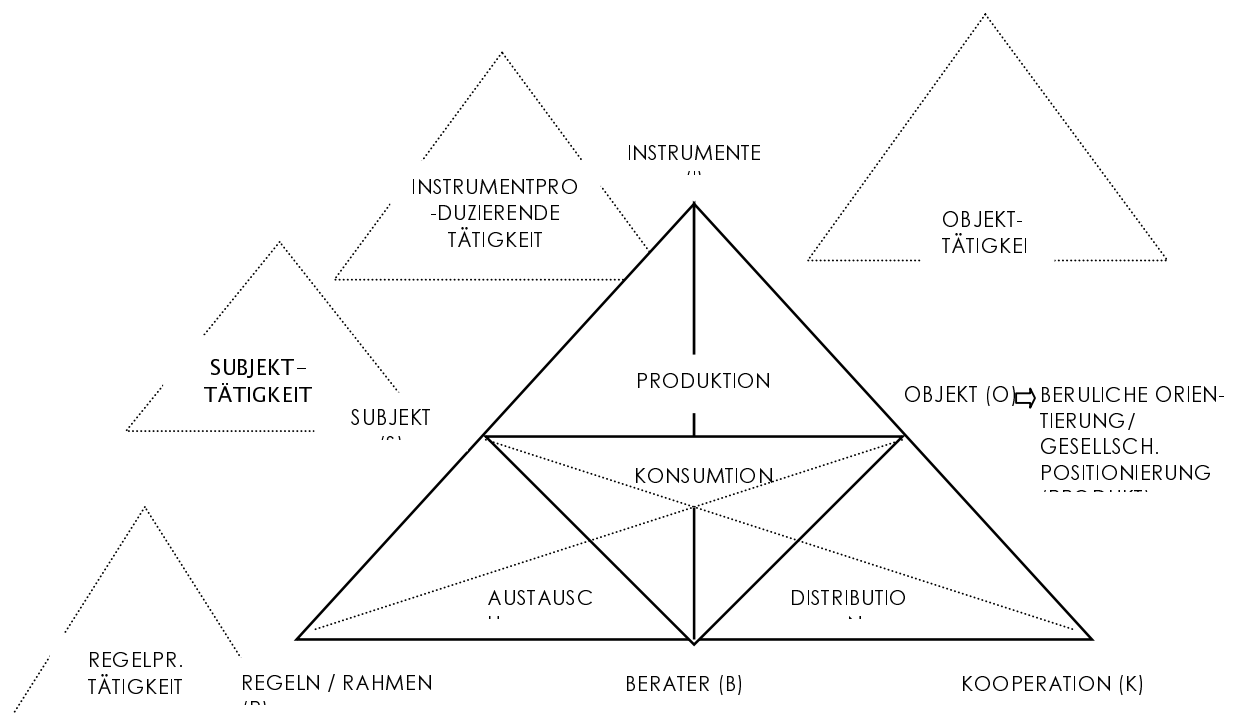 INSTRUMENTE
INSTRUMENTPRO
-DUZIERENDE
TÄTIGKEIT
OBJEKT-
TÄTIGKEI
SUBJEKT-
TÄTIGKEIT
SUBJEKT
PRODUKTION
OBJEKT (O)
BERULICHE ORIEN-
TIERUNG/
GESELLSCH.
POSITIONIERUNG
KONSUMTION
AUSTAUSC
DISTRIBUTIO
REGELPR.
TÄTIGKEIT
REGELN / RAHMEN
BERATER (B)
KOOPERATION (K)